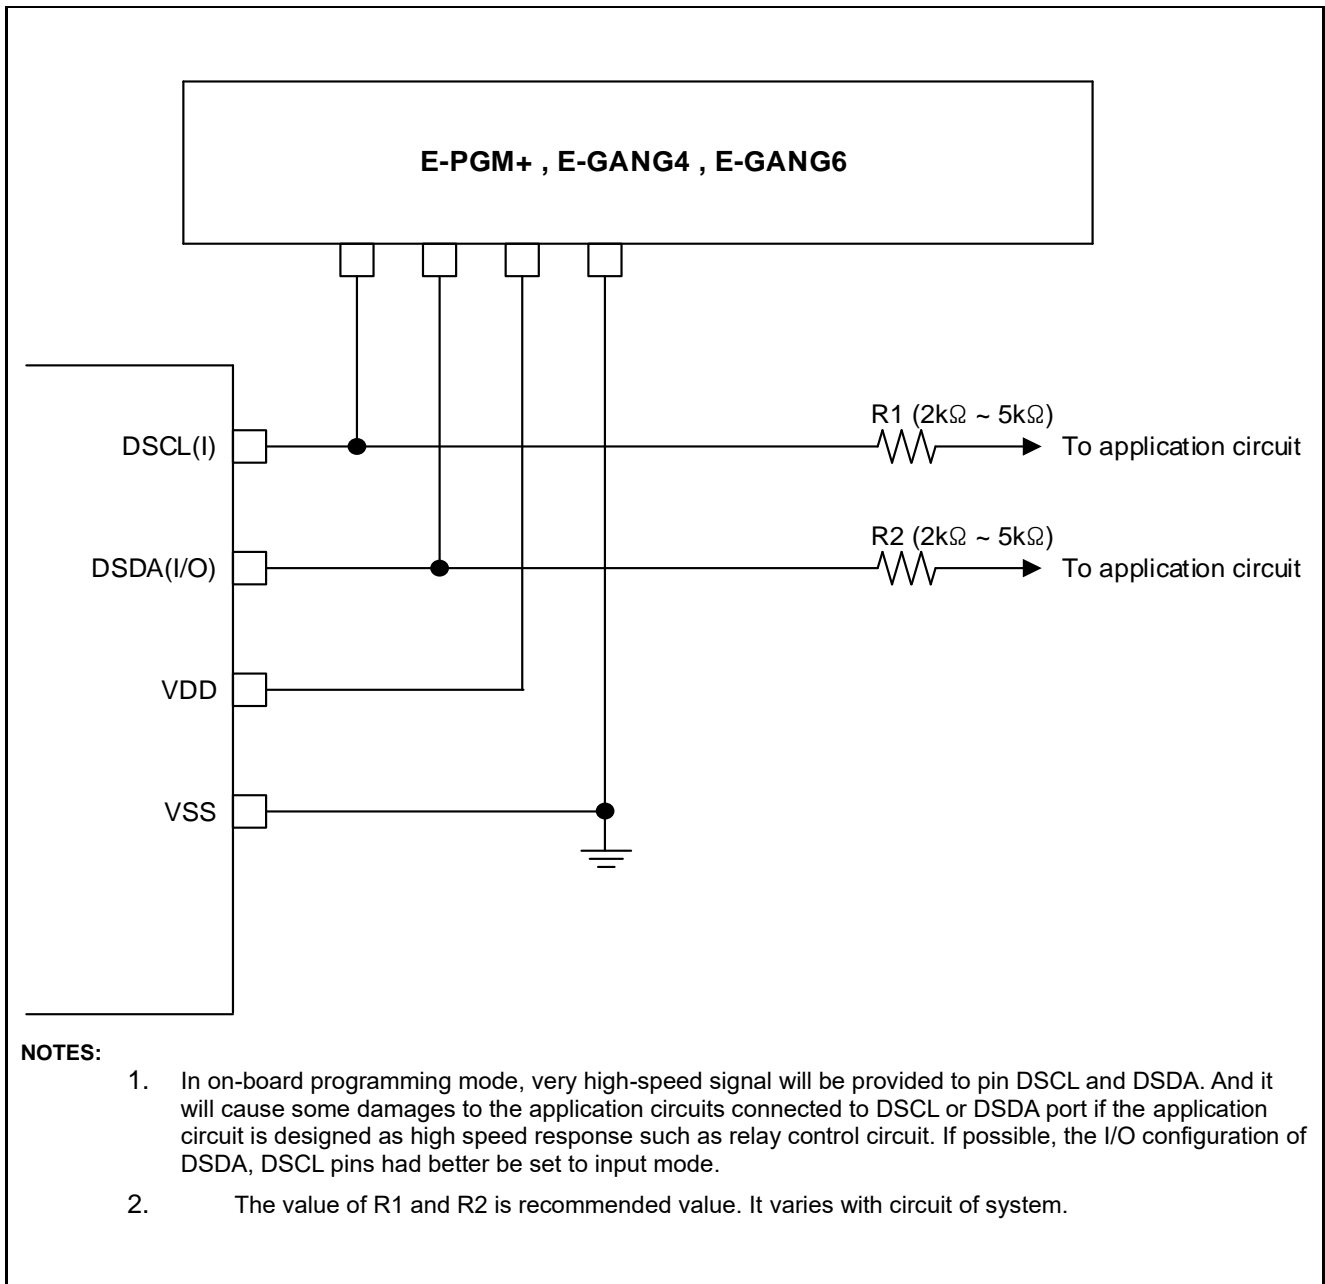 E-PGM+ , E-GANG4 , E-GANG6
R1 (2kΩ ~ 5kΩ)
DSCL(I)
To application circuit
R2 (2kΩ ~ 5kΩ)
DSDA(I/O)
To application circuit
VDD
VSS
NOTES:
1. In on-board programming mode, very high-speed signal will be provided to pin DSCL and DSDA. And it
will cause some damages to the application circuits connected to DSCL or DSDA port if the application
circuit is designed as high speed response such as relay control circuit. If possible, the I/O configuration of
DSDA, DSCL pins had better be set to input mode.
2. The value of R1 and R2 is recommended value. It varies with circuit of system.